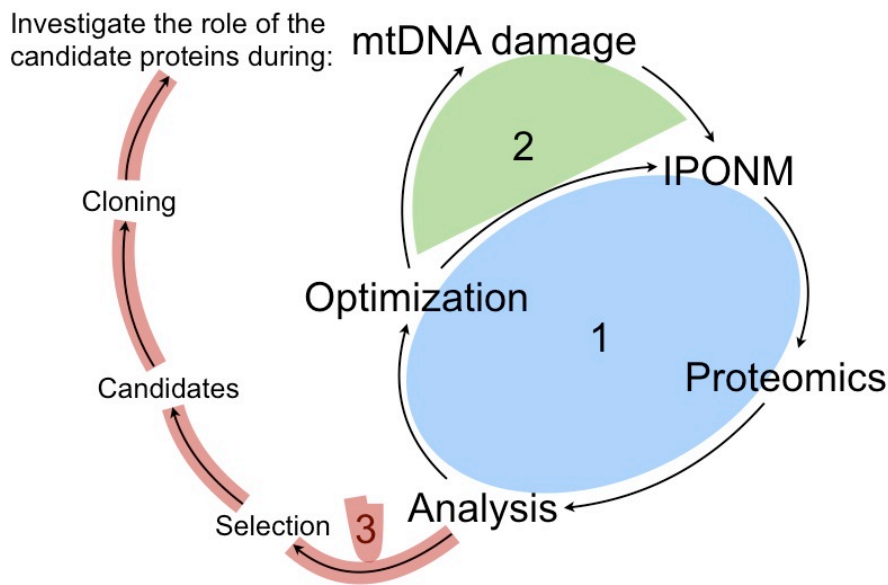 Investigate the role of the
candidate proteins during:
mtDNA damage
2
IPONM
Cloning
Optimization
1
Proteomics
Candidates
Analysis
Selection
3